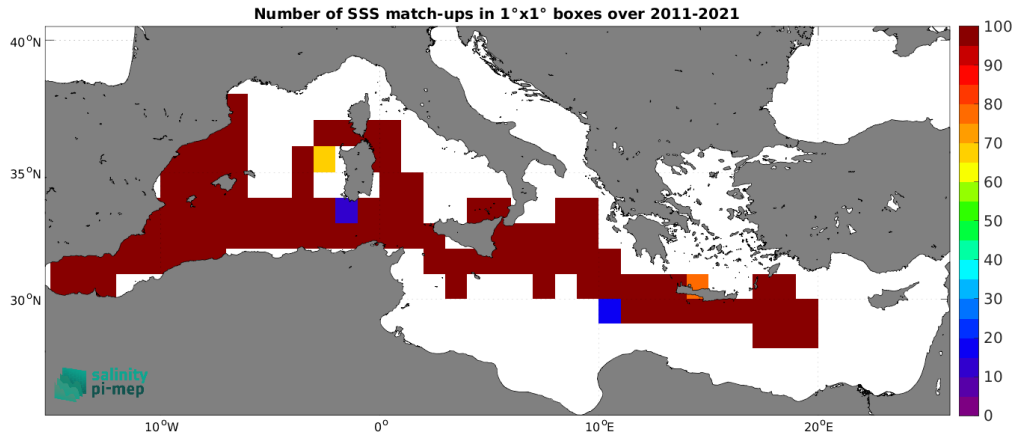 Number of SSS match-ups in 1°x1° boxes over 2011-2021
40°N
35°N
30°N
10°W
0°
10°E
20°E
100
90
80
70
60
50
40
30
20
10
0
salinity
pi-mep